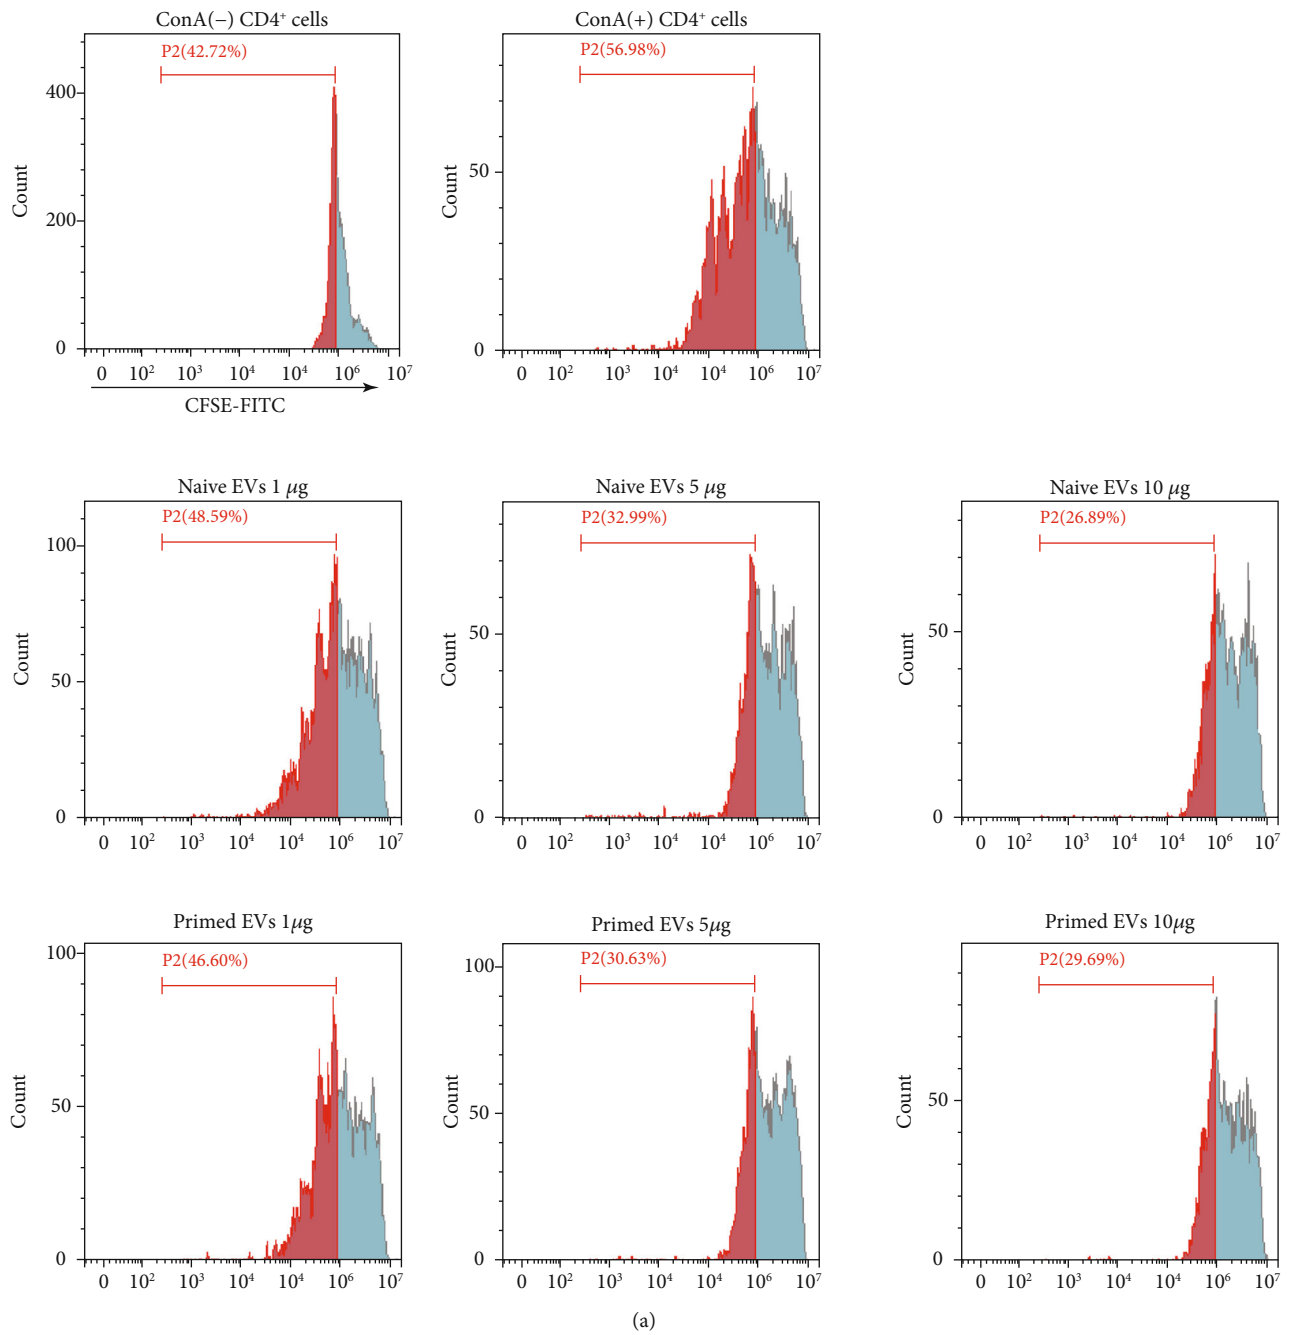 ConA(−) CD4⁺ cells
P2(42.72%)
Count
400
200
0
0 10² 10³ 10⁴ 10⁴ 10⁶ 10⁷
CFSE-FITC
ConA(+) CD4⁺ cells
P2(56.98%)
Count
50
0
0 10² 10³ 10⁴ 10⁴ 10⁶ 10⁷
Naive EVs 1 μg
P2(48.59%)
Count
100
50
0
0 10² 10³ 10⁴ 10⁴ 10⁶ 10⁷
Naive EVs 5 μg
P2(32.99%)
Count
50
0
0 10² 10³ 10⁴ 10⁴ 10⁶ 10⁷
Naive EVs 10 μg
P2(26.89%)
Count
50
0
0 10² 10³ 10⁴ 10⁴ 10⁶ 10⁷
Primed EVs 1μg
P2(46.60%)
Count
100
50
0
0 10² 10³ 10⁴ 10⁴ 10⁶ 10⁷
Primed EVs 5μg
P2(30.63%)
Count
100
50
0
0 10² 10³ 10⁴ 10⁴ 10⁶ 10⁷
Primed EVs 10μg
P2(29.69%)
Count
50
0
0 10² 10³ 10⁴ 10⁴ 10⁶ 10⁷
(a)